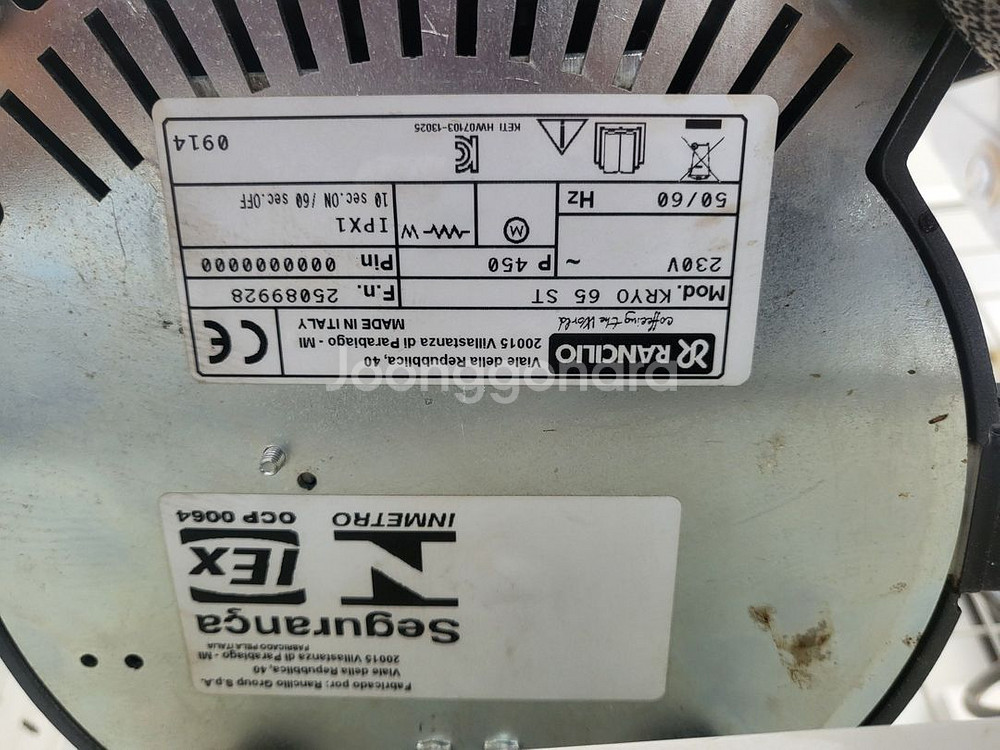 RANCILIO
coffeeing the World
Viale della Repubblica, 40
20015 Villastanza di Parabiago - MI
MADE IN ITALY
CE
Mod. KRYO 65 ST
F.n. 25089928
230V ~
P 450
Pin 0000000000
50/60 Hz
M
W
IPX1
10 sec.ON / 60 sec.OFF
KETI HW07103-13025
0914
Joonggonara
Fabricado por: Rancilio Group S.p.A.
Viale della Repubblica, 40
20015 Villastanza di Parabiago - MI
FABRICADO PELA ITALIA
Segurança
IEx
OCP 0064
INMETRO